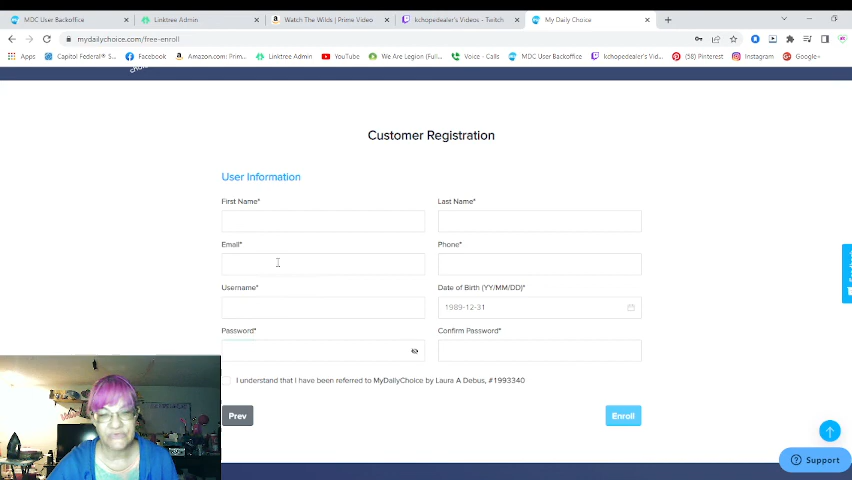 MDC User Backoffice
Linktree Admin
Watch The Wilds | Prime Video
kchopedealer's Videos - Twitch
My Daily Choice
mydailychoice.com/free-enroll
Apps
Capitol Federal® S...
Facebook
Amazon.com: Prim...
Linktree Admin
YouTube
We Are Legion (Full...
Voice - Calls
MDC User Backoffice
kchopedealer's Vid...
(58) Pinterest
Instagram
Google+
Customer Registration
User Information
First Name*
Last Name*
Email*
Phone*
Username*
Date of Birth (YY/MM/DD)*
1989-12-31
Password*
Confirm Password*
I understand that I have been referred to MyDailyChoice by Laura A Debus, #1993340
Prev
Enroll
Support